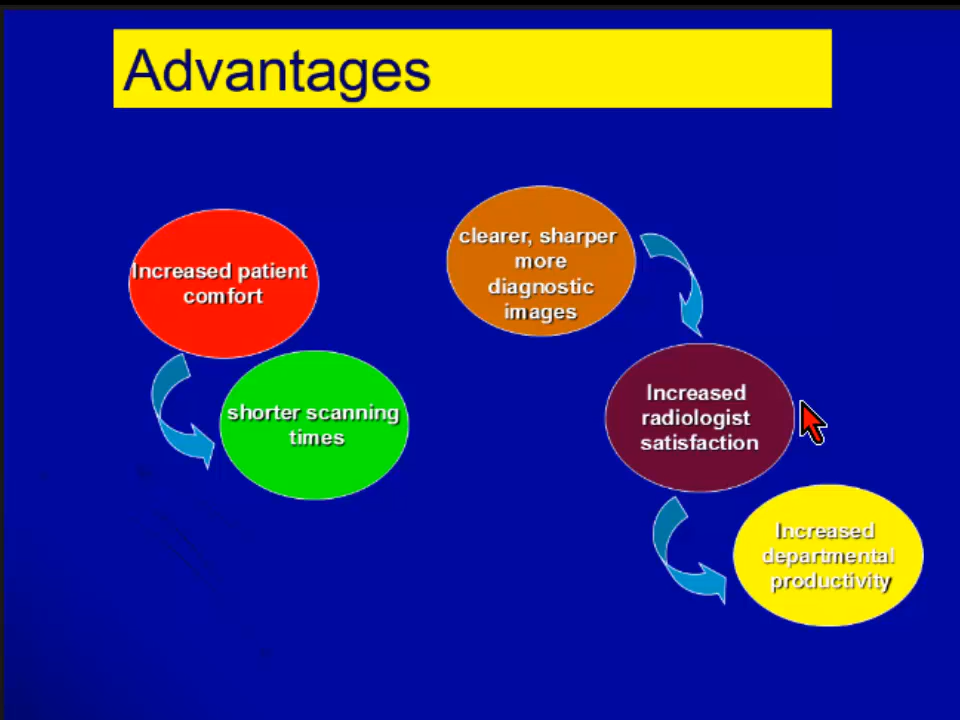 Advantages
Increased patient
comfort
shorter scanning
times
clearer, sharper
more
diagnostic
images
Increased
radiologist
satisfaction
Increased
departmental
productivity